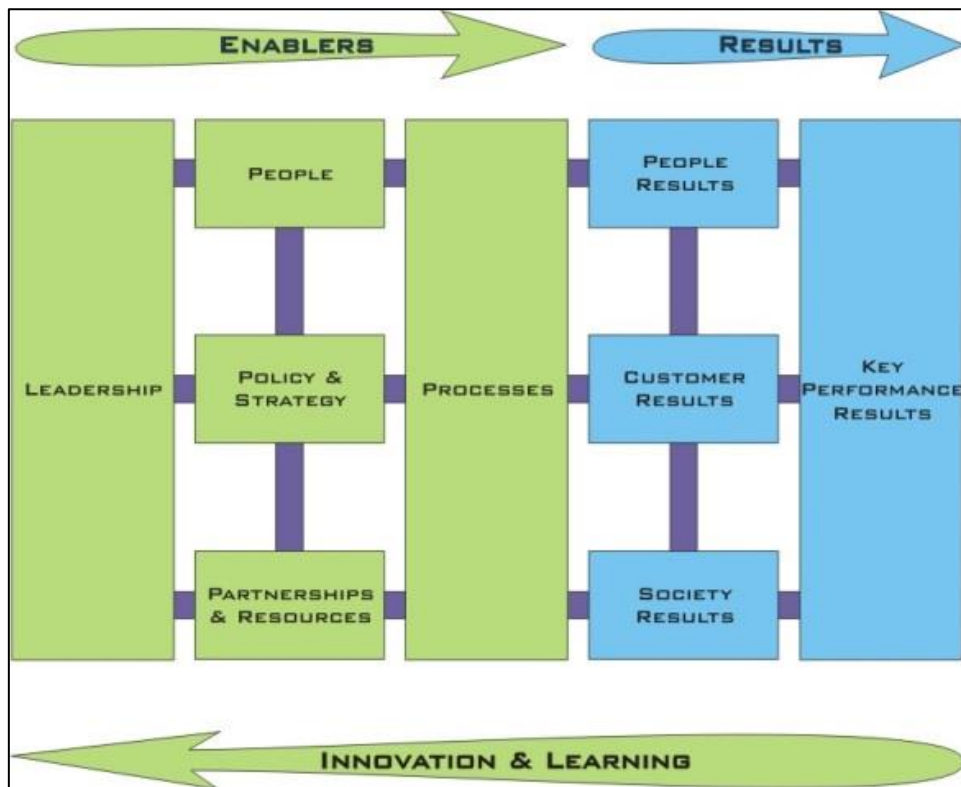 ENABLERS
RESULTS
LEADERSHIP
PEOPLE
POLICY &
STRATEGY
PARTNERSHIPS
& RESOURCES
PROCESSES
PEOPLE
RESULTS
CUSTOMER
RESULTS
SOCIETY
RESULTS
KEY
PERFORMANCE
RESULTS
INNOVATION & LEARNING